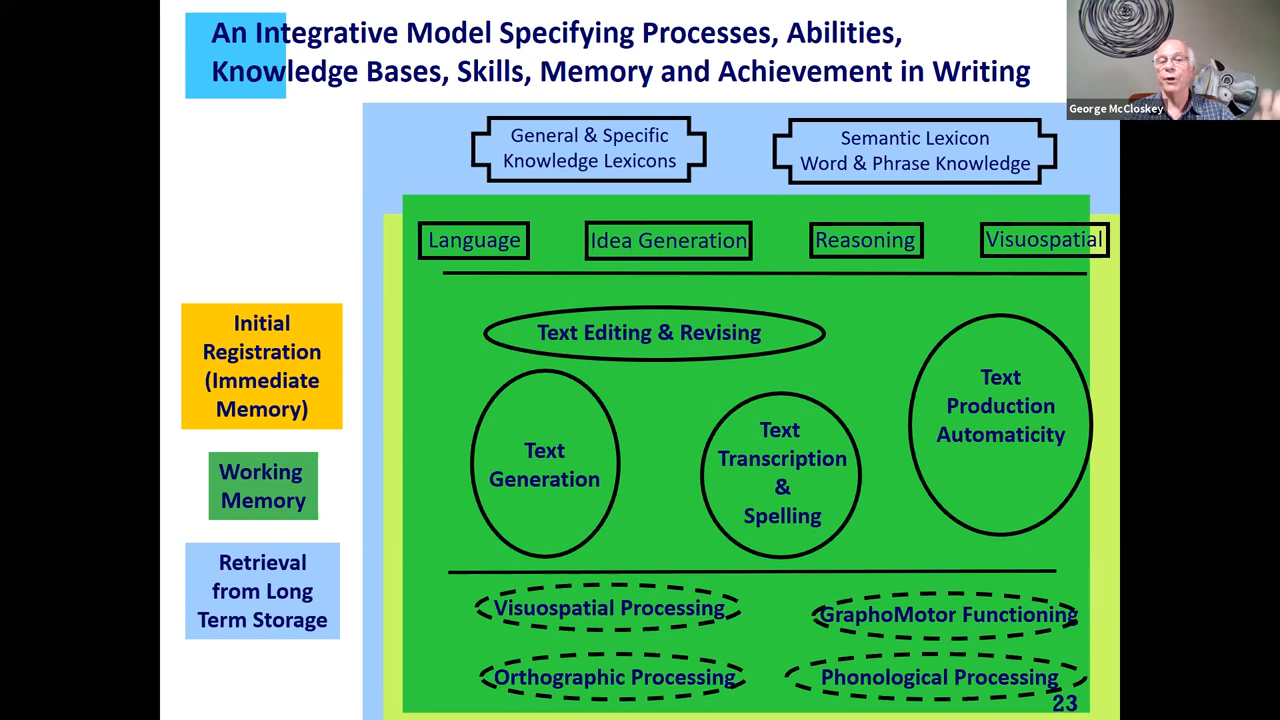 An Integrative Model Specifying Processes, Abilities,
Knowledge Bases, Skills, Memory and Achievement in Writing
George McCloskey
General & Specific
Knowledge Lexicons
Semantic Lexicon
Word & Phrase Knowledge
Language
Idea Generation
Reasoning
Visuospatial
Initial
Registration
(Immediate
Memory)
Working
Memory
Retrieval
from Long
Term Storage
Text Editing & Revising
Text
Generation
Text
Transcription
&
Spelling
Text
Production
Automaticity
Visuospatial Processing
GraphoMotor Functioning
Orthographic Processing
Phonological Processing
23